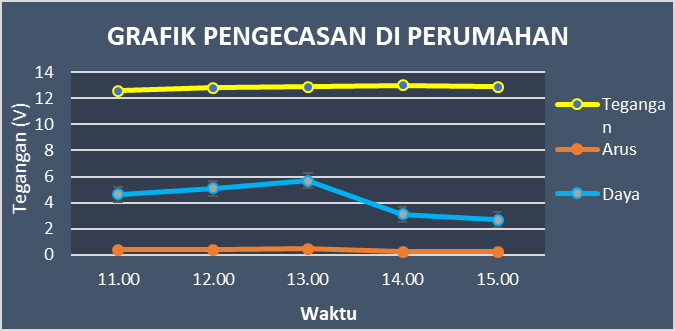 GRAFIK PENGECASAN DI PERUMAHAN
14
12
10
8
6
4
2
0
Tegangan (V)
11.00 12.00 13.00 14.00 15.00
Waktu
Tegangan
n
Arus
Daya